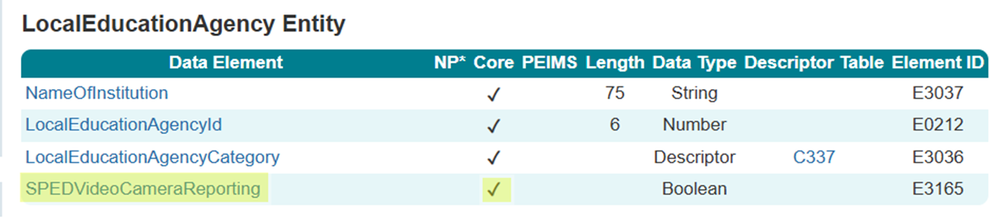 LocalEducationAgency Entity
Data Element NP* Core PEIMS Length Data Type Descriptor Table Element ID
NameOfInstitution ✓ 75 String E3037
LocalEducationAgencyId ✓ 6 Number E0212
LocalEducationAgencyCategory ✓ Descriptor C337 E3036
SPEDVideoCameraReporting ✓ Boolean E3165